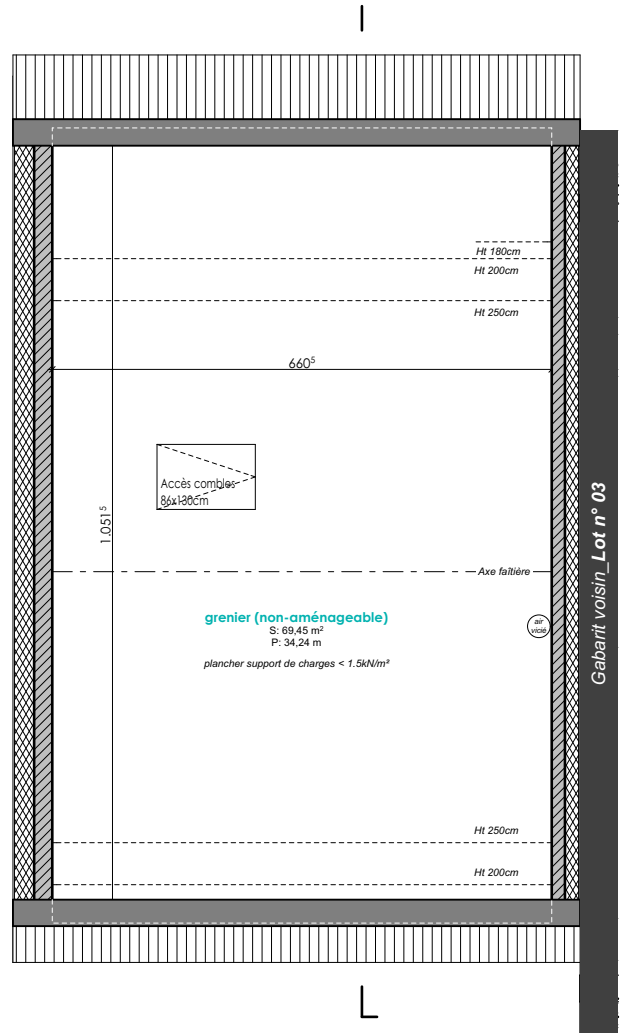 Ht 180cm
Ht 200cm
Ht 250cm
660⁵
Accès combles
86x130cm
1.051⁵
Gabarit voisin_Lot n° 03
Axe faîtière
grenier (non-aménageable)
S: 69,45 m²
P: 34,24 m
air
vicié
plancher support de charges < 1.5kN/m²
Ht 250cm
Ht 200cm